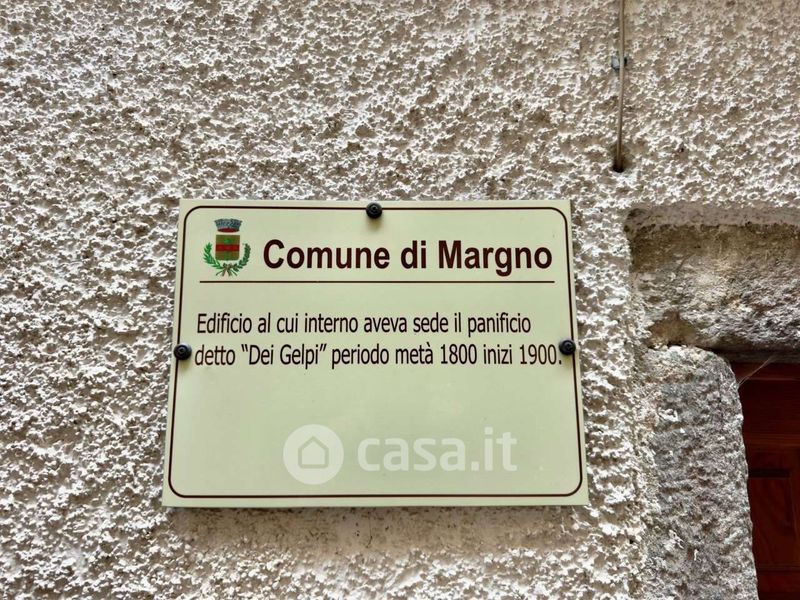 Comune di Margno
Edificio al cui interno aveva sede il panificio
detto "Dei Gelpi" periodo metà 1800 inizi 1900.
casa.it